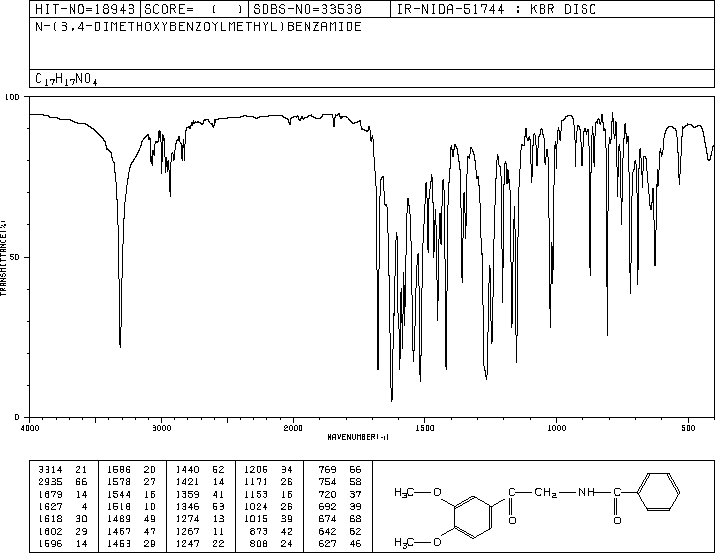 HIT-NO=18943 SCORE= ( ) SDBS-NO=33538 IR-NIDA-51744 : KBR DISC
N-(3,4-DIMETHOXYBENZOYLMETHYL)BENZAMIDE
C₁₇H₁₇NO₄
100
50
0
TRANSMITTANCE(%)
4000 3000 2000 1500 1000 500
WAVENUMBER(-1)
3314 21 1586 20 1440 62 1206 34 769 66
2935 66 1578 27 1421 14 1171 26 754 58
1679 14 1544 16 1359 41 1153 16 720 37
1627 4 1518 10 1346 53 1024 26 692 39
1618 30 1489 49 1274 13 1015 39 674 68
1602 29 1467 47 1267 11 873 42 642 62
1596 14 1453 28 1247 22 808 24 627 46
H₃C O C CH₂ NH C
O O
H₃C O